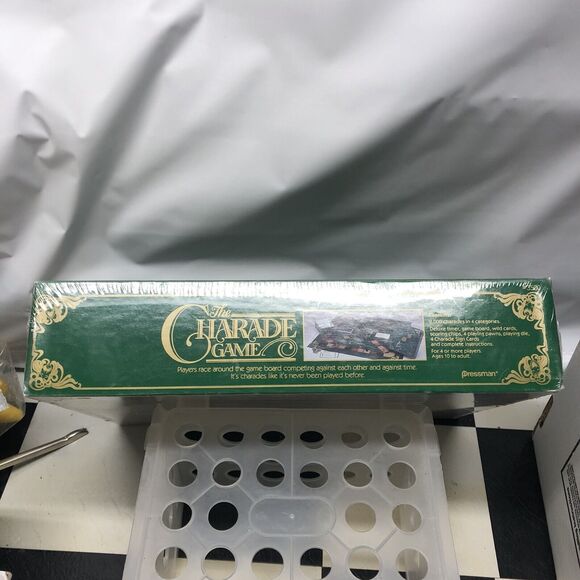 The
CHARADE
GAME
Players race around the game board competing against each other and against time.
It's charades like it's never been played before.
charades in 4 categories.
Deluxe timer, game board, wild cards,
scoring chips, 4 playing pawns, playing die,
4 Charade Sign Cards
and complete instructions.
For 4 or more players.
Ages 10 to adult.
Pressman®